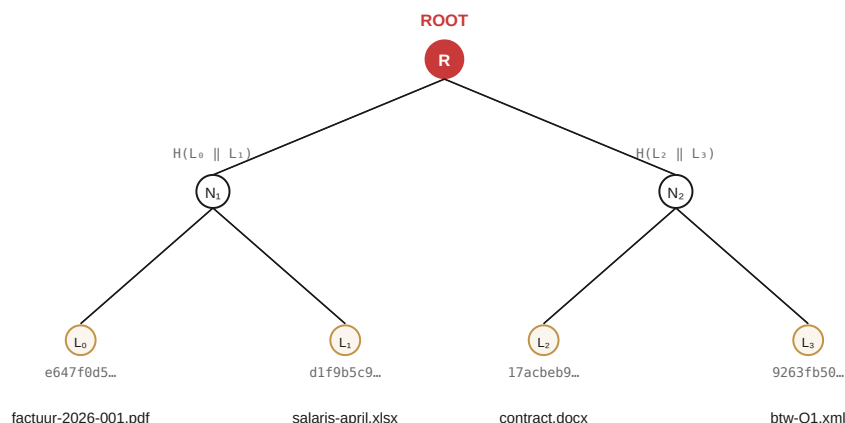 ROOT
R
H(L₀ ‖ L₁)
H(L₂ ‖ L₃)
N₁
N₂
L₀
L₁
L₂
L₃
e647f0d5…
d1f9b5c9…
17acbeb9…
9263fb50…
factuur-2026-001.pdf
salaris-april.xlsx
contract.docx
btw-Q1.xml